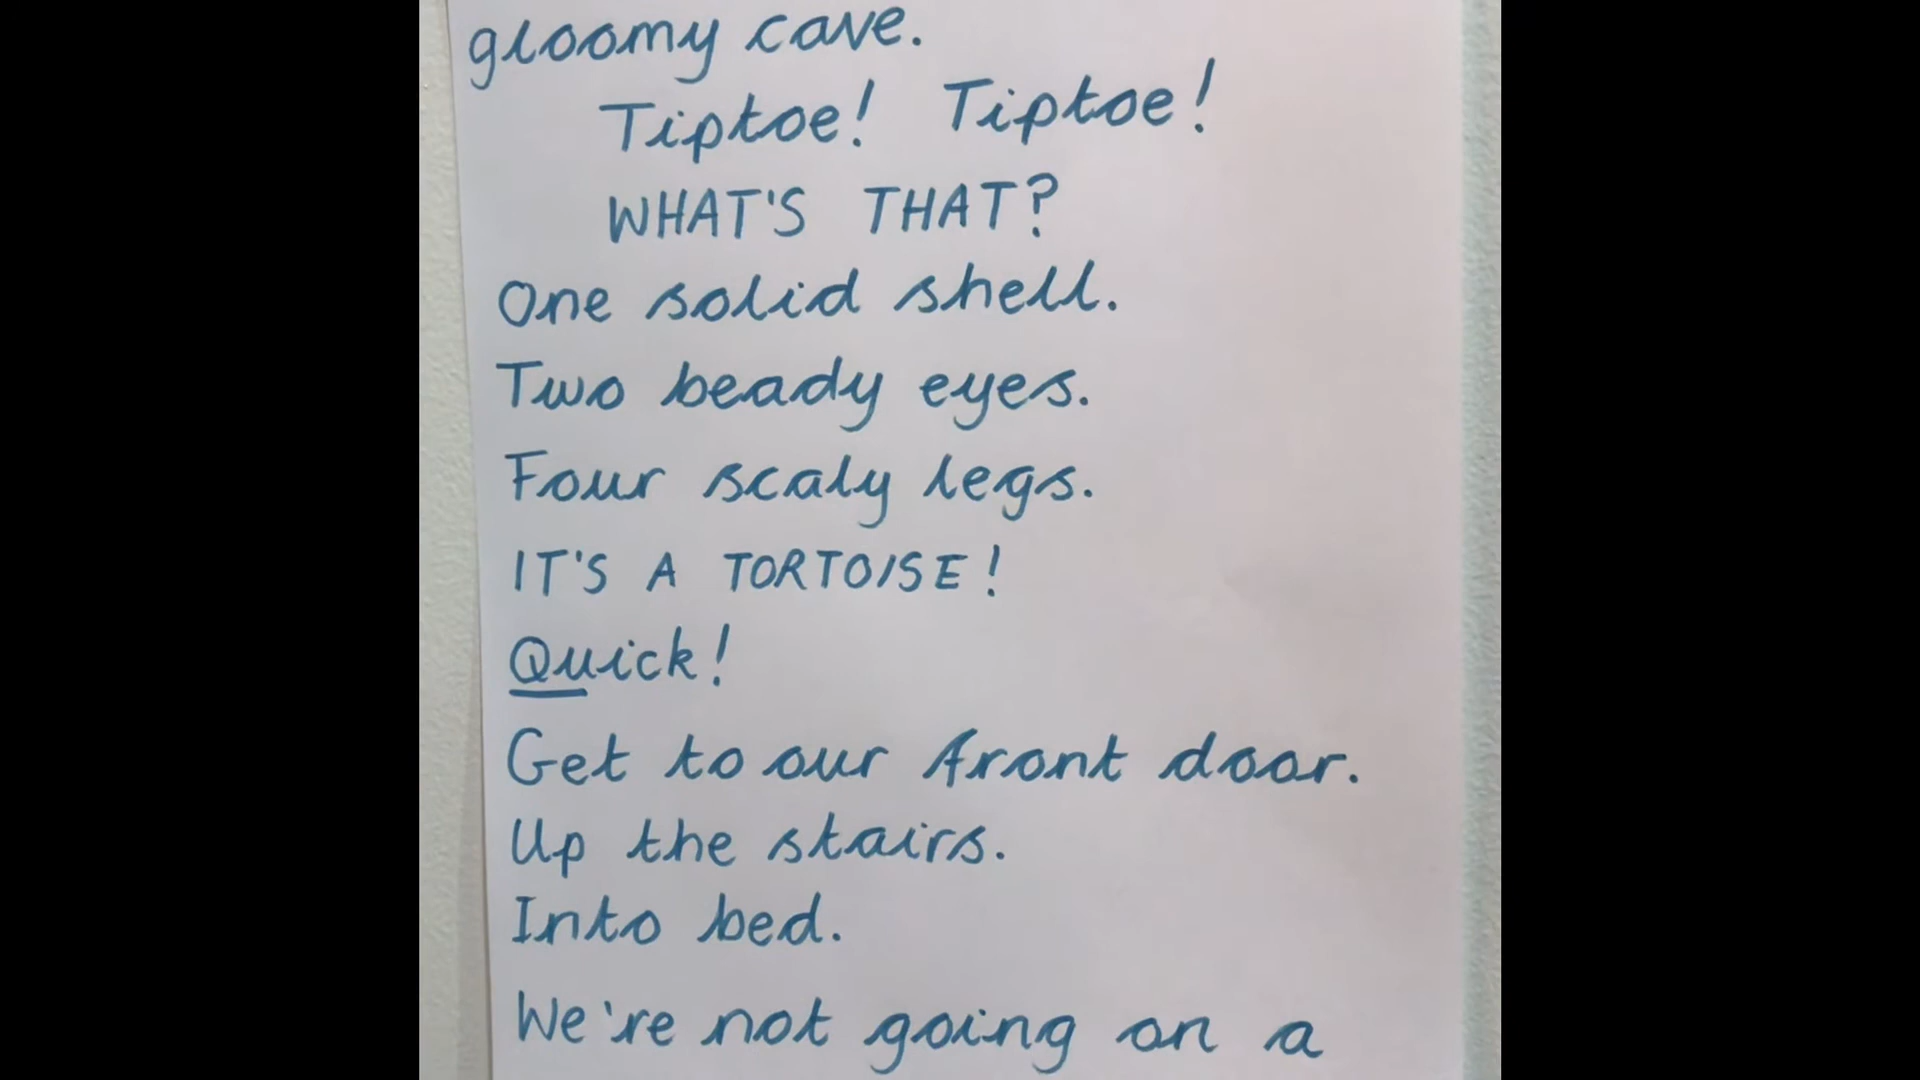 gloomy cave.
Tiptoe! Tiptoe!
WHAT'S THAT?
One solid shell.
Two beady eyes.
Four scaly legs.
IT'S A TORTOISE!
Quick!
Get to our front door.
Up the stairs.
Into bed.
We're not going on a